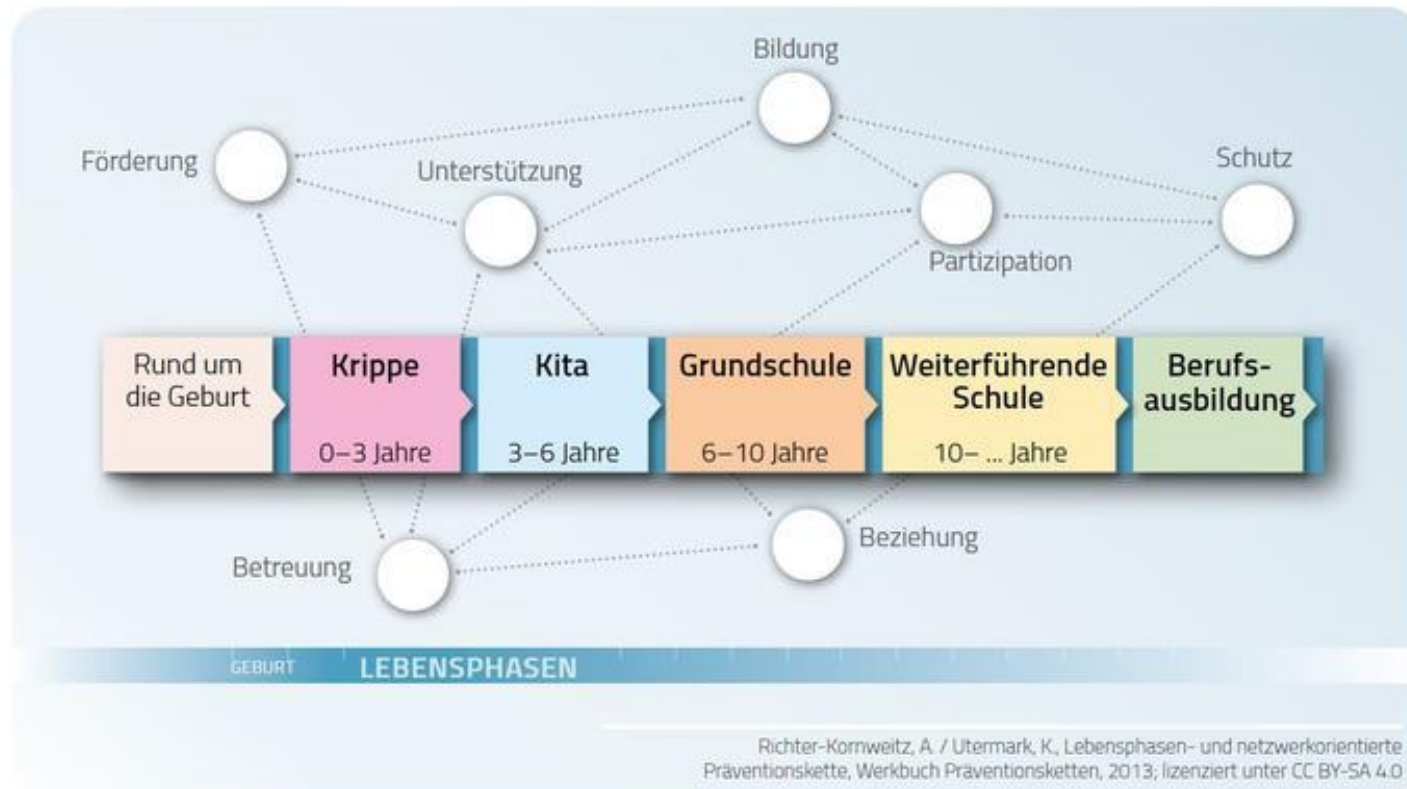 Bildung
Förderung
Unterstützung
Schutz
Partizipation
Rund um
die Geburt
Krippe
0–3 Jahre
Kita
3–6 Jahre
Grundschule
6–10 Jahre
Weiterführende
Schule
10– ... Jahre
Berufs-
ausbildung
Betreuung
Beziehung
GEBURT
LEBENSPHASEN
Richter-Kornweitz, A. / Utermark, K., Lebensphasen- und netzwerkorientierte
Präventionskette, Werkbuch Präventionsketten, 2013; lizenziert unter CC BY-SA 4.0